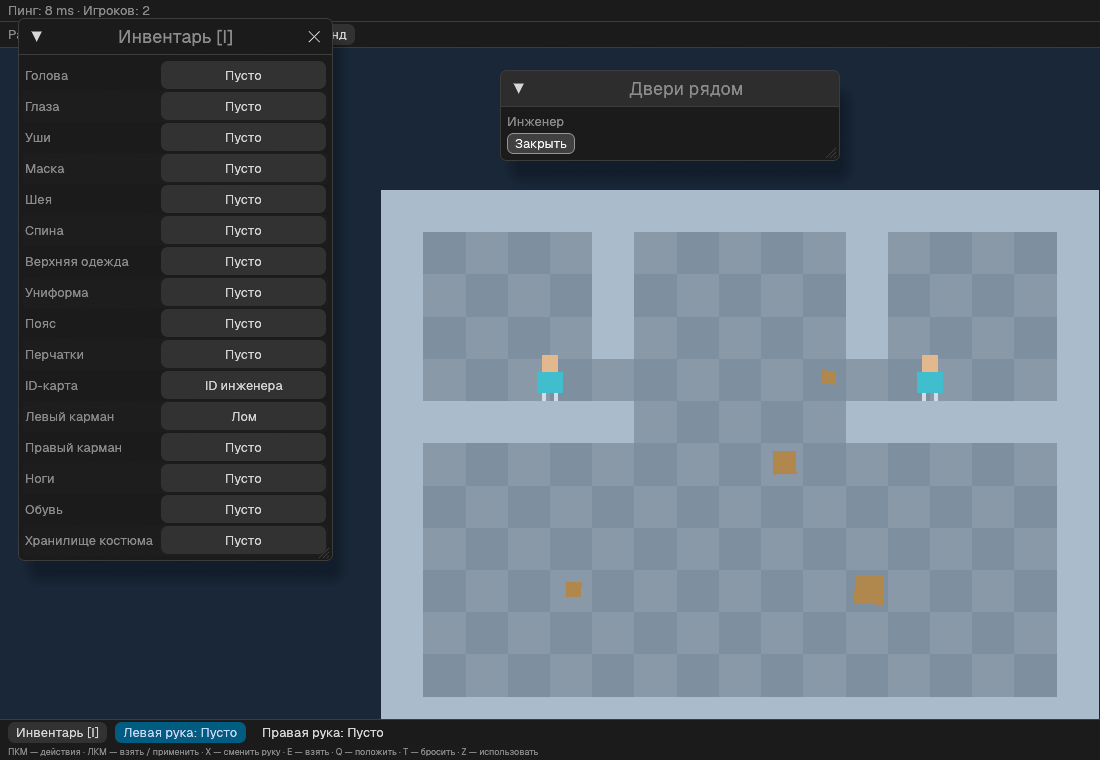 Пинг: 8 ms · Игроков: 2
Инвентарь [I]
Голова Пусто
Глаза Пусто
Уши Пусто
Маска Пусто
Шея Пусто
Спина Пусто
Верхняя одежда Пусто
Униформа Пусто
Пояс Пусто
Перчатки Пусто
ID-карта ID инженера
Левый карман Лом
Правый карман Пусто
Ноги Пусто
Обувь Пусто
Хранилище костюма Пусто
Двери рядом
Инженер
Закрыть
Инвентарь [I] Левая рука: Пусто Правая рука: Пусто
ПКМ — действия · ЛКМ — взять / применить · X — сменить руку · E — взять · Q — положить · T — бросить · Z — использовать